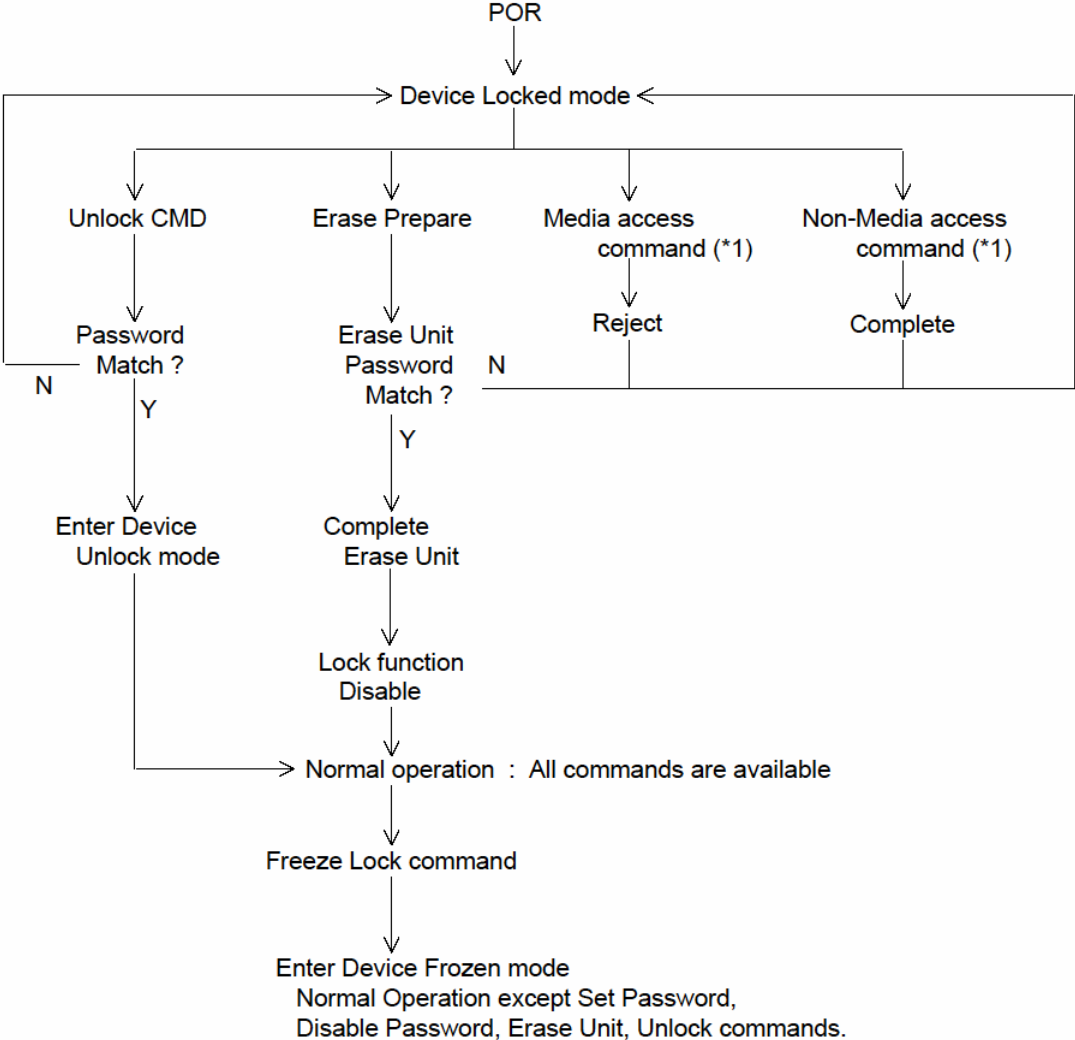 POR
Device Locked mode
Unlock CMD
Erase Prepare
Media access
command (*1)
Non-Media access
command (*1)
Password
Match ?
Erase Unit
Password
Match ?
Reject
Complete
N
N
Y
Y
Enter Device
Unlock mode
Complete
Erase Unit
Lock function
Disable
Normal operation : All commands are available
Freeze Lock command
Enter Device Frozen mode
Normal Operation except Set Password,
Disable Password, Erase Unit, Unlock commands.